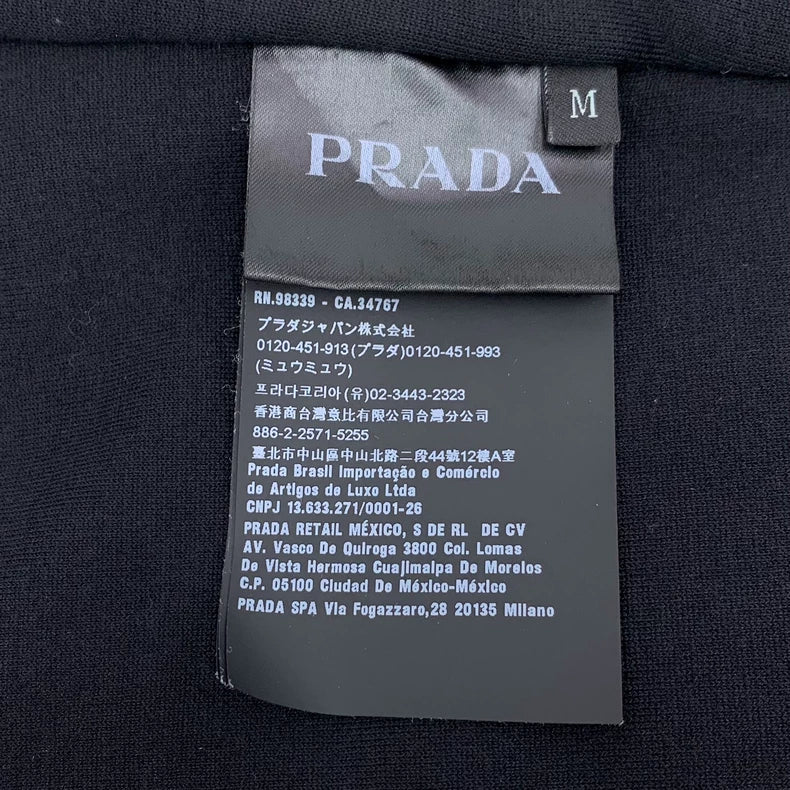 M
PRADA
RN.98339 - CA.34767
プラダジャパン株式会社
0120-451-913(プラダ)0120-451-993
(ミュウミュウ)
프라다코리아(유)02-3443-2323
香港商台灣意比有限公司台灣分公司
886-2-2571-5255
臺北市中山區中山北路二段44號12樓A室
Prada Brasil Importação e Comércio
de Artigos de Luxo Ltda
CNPJ 13.633.271/0001-26
PRADA RETAIL MÉXICO, S DE RL DE CV
AV. Vasco De Quiroga 3800 Col. Lomas
De Vista Hermosa Cuajimalpa De Morelos
C.P. 05100 Ciudad De México-México
PRADA SPA Via Fogazzaro,28 20135 Milano